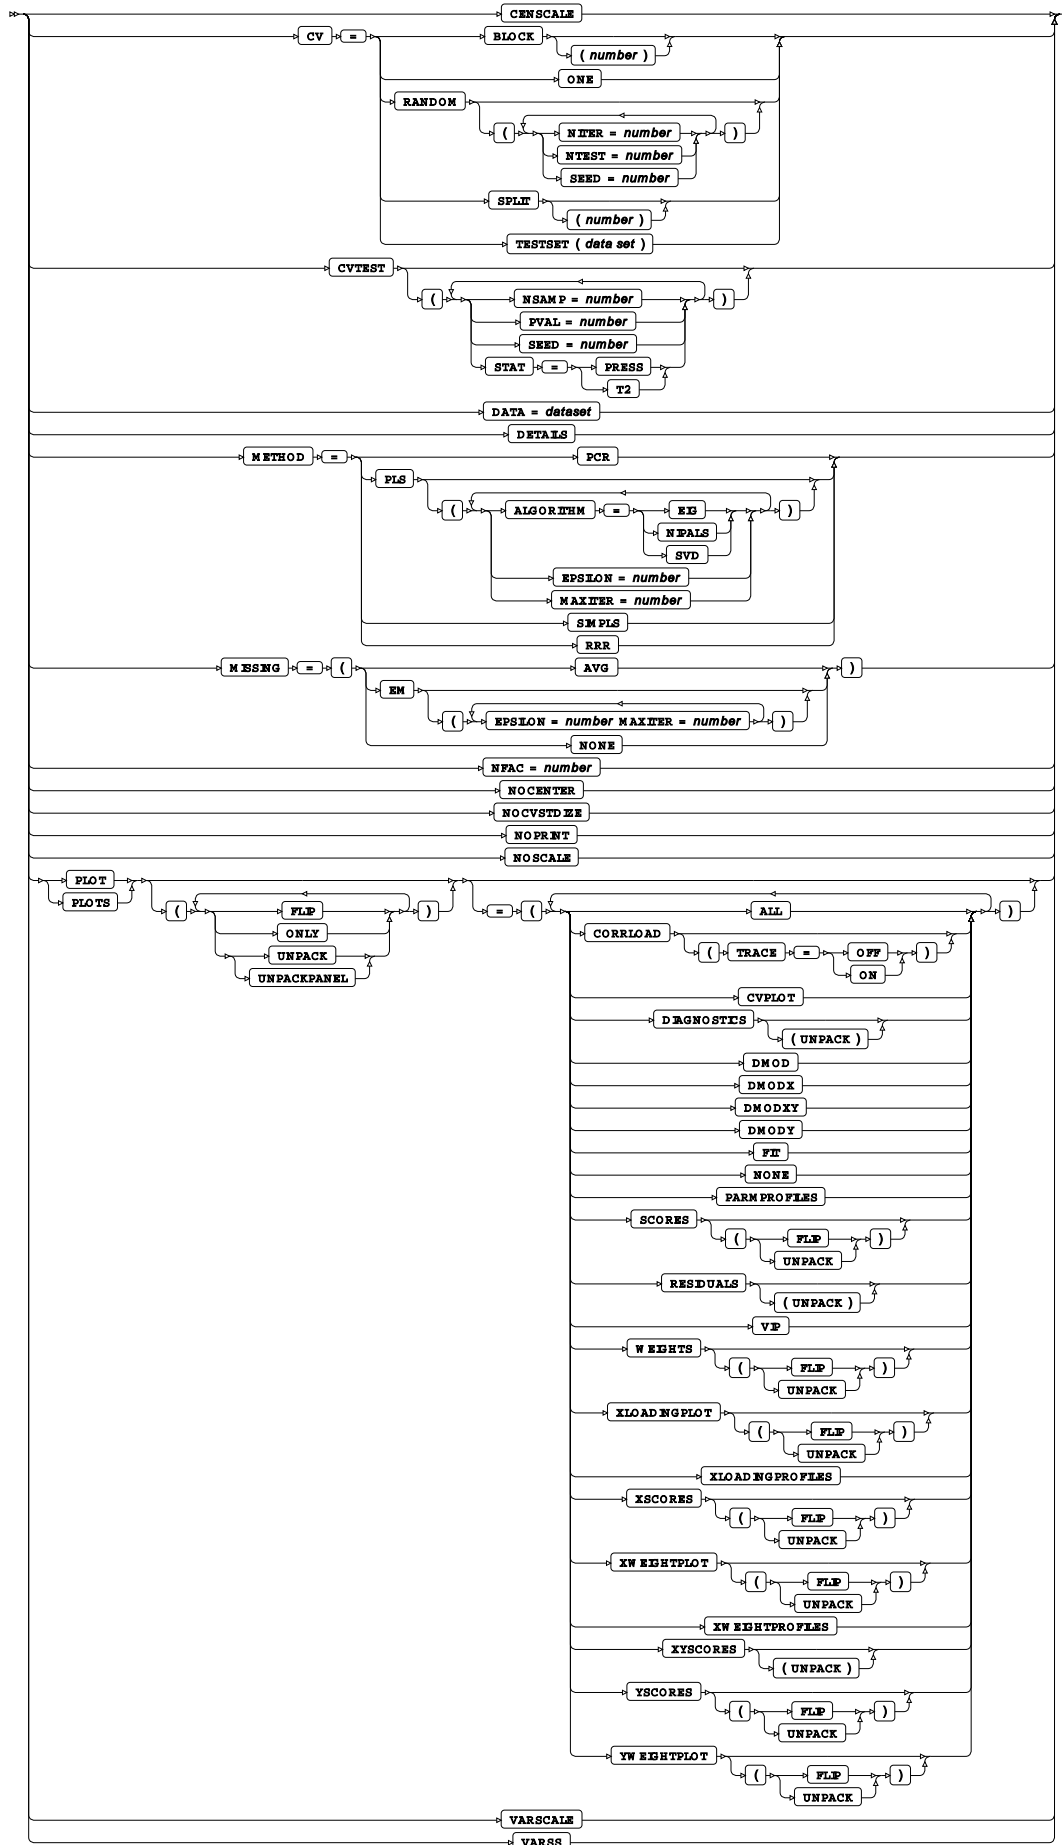 CENSCALE
CV = BLOCK
( number )
ONE
RANDOM
( NITER = number )
NTEST = number
SEED = number
SPLIT
( number )
TESTSET ( data set )
CVTEST
( NSAMP = number )
PVAL = number
SEED = number
STAT = PRESS
T2
DATA = dataset
DETAILS
METHOD = PCR
PLS
( ALGORITHM = EIG )
NIPALS
SVD
EPSILON = number
MAXITER = number
SIMPLS
RRR
MISSING = ( AVG )
EM
( EPSILON = number MAXITER = number )
NONE
NFAC = number
NOCENTER
NOCVSTDIZE
NOPRINT
NOSCALE
PLOT
PLOTS
( FLIP ) = ( ALL )
ONLY
UNPACK
UNPACKPANEL
CORRLOAD
( TRACE = OFF )
ON
CVPLOT
DIAGNOSTICS
( UNPACK )
DMOD
DMODX
DMODXY
DMODY
FIT
NONE
PARMPROFILES
SCORES
( FLIP )
UNPACK
RESIDUALS
( UNPACK )
VIP
WEIGHTS
( FLIP )
UNPACK
XLOADINGPLOT
( FLIP )
UNPACK
XLOADINGPROFILES
XSCORES
( FLIP )
UNPACK
XWEIGHTPLOT
( FLIP )
UNPACK
XWEIGHTPROFILES
XYSCORES
( UNPACK )
YSCORES
( FLIP )
UNPACK
YWEIGHTPLOT
( FLIP )
UNPACK
VARSCALE
VARSS